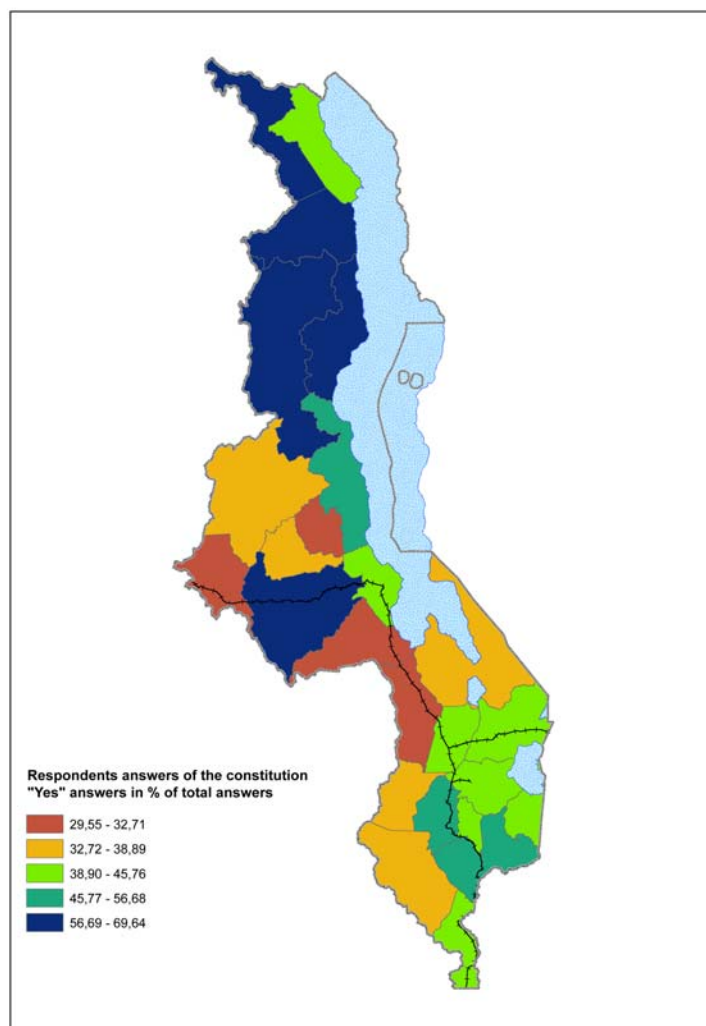 Respondents answers of the constitution
"Yes" answers in % of total answers
29,55 - 32,71
32,72 - 38,89
38,90 - 45,76
45,77 - 56,68
56,69 - 69,64